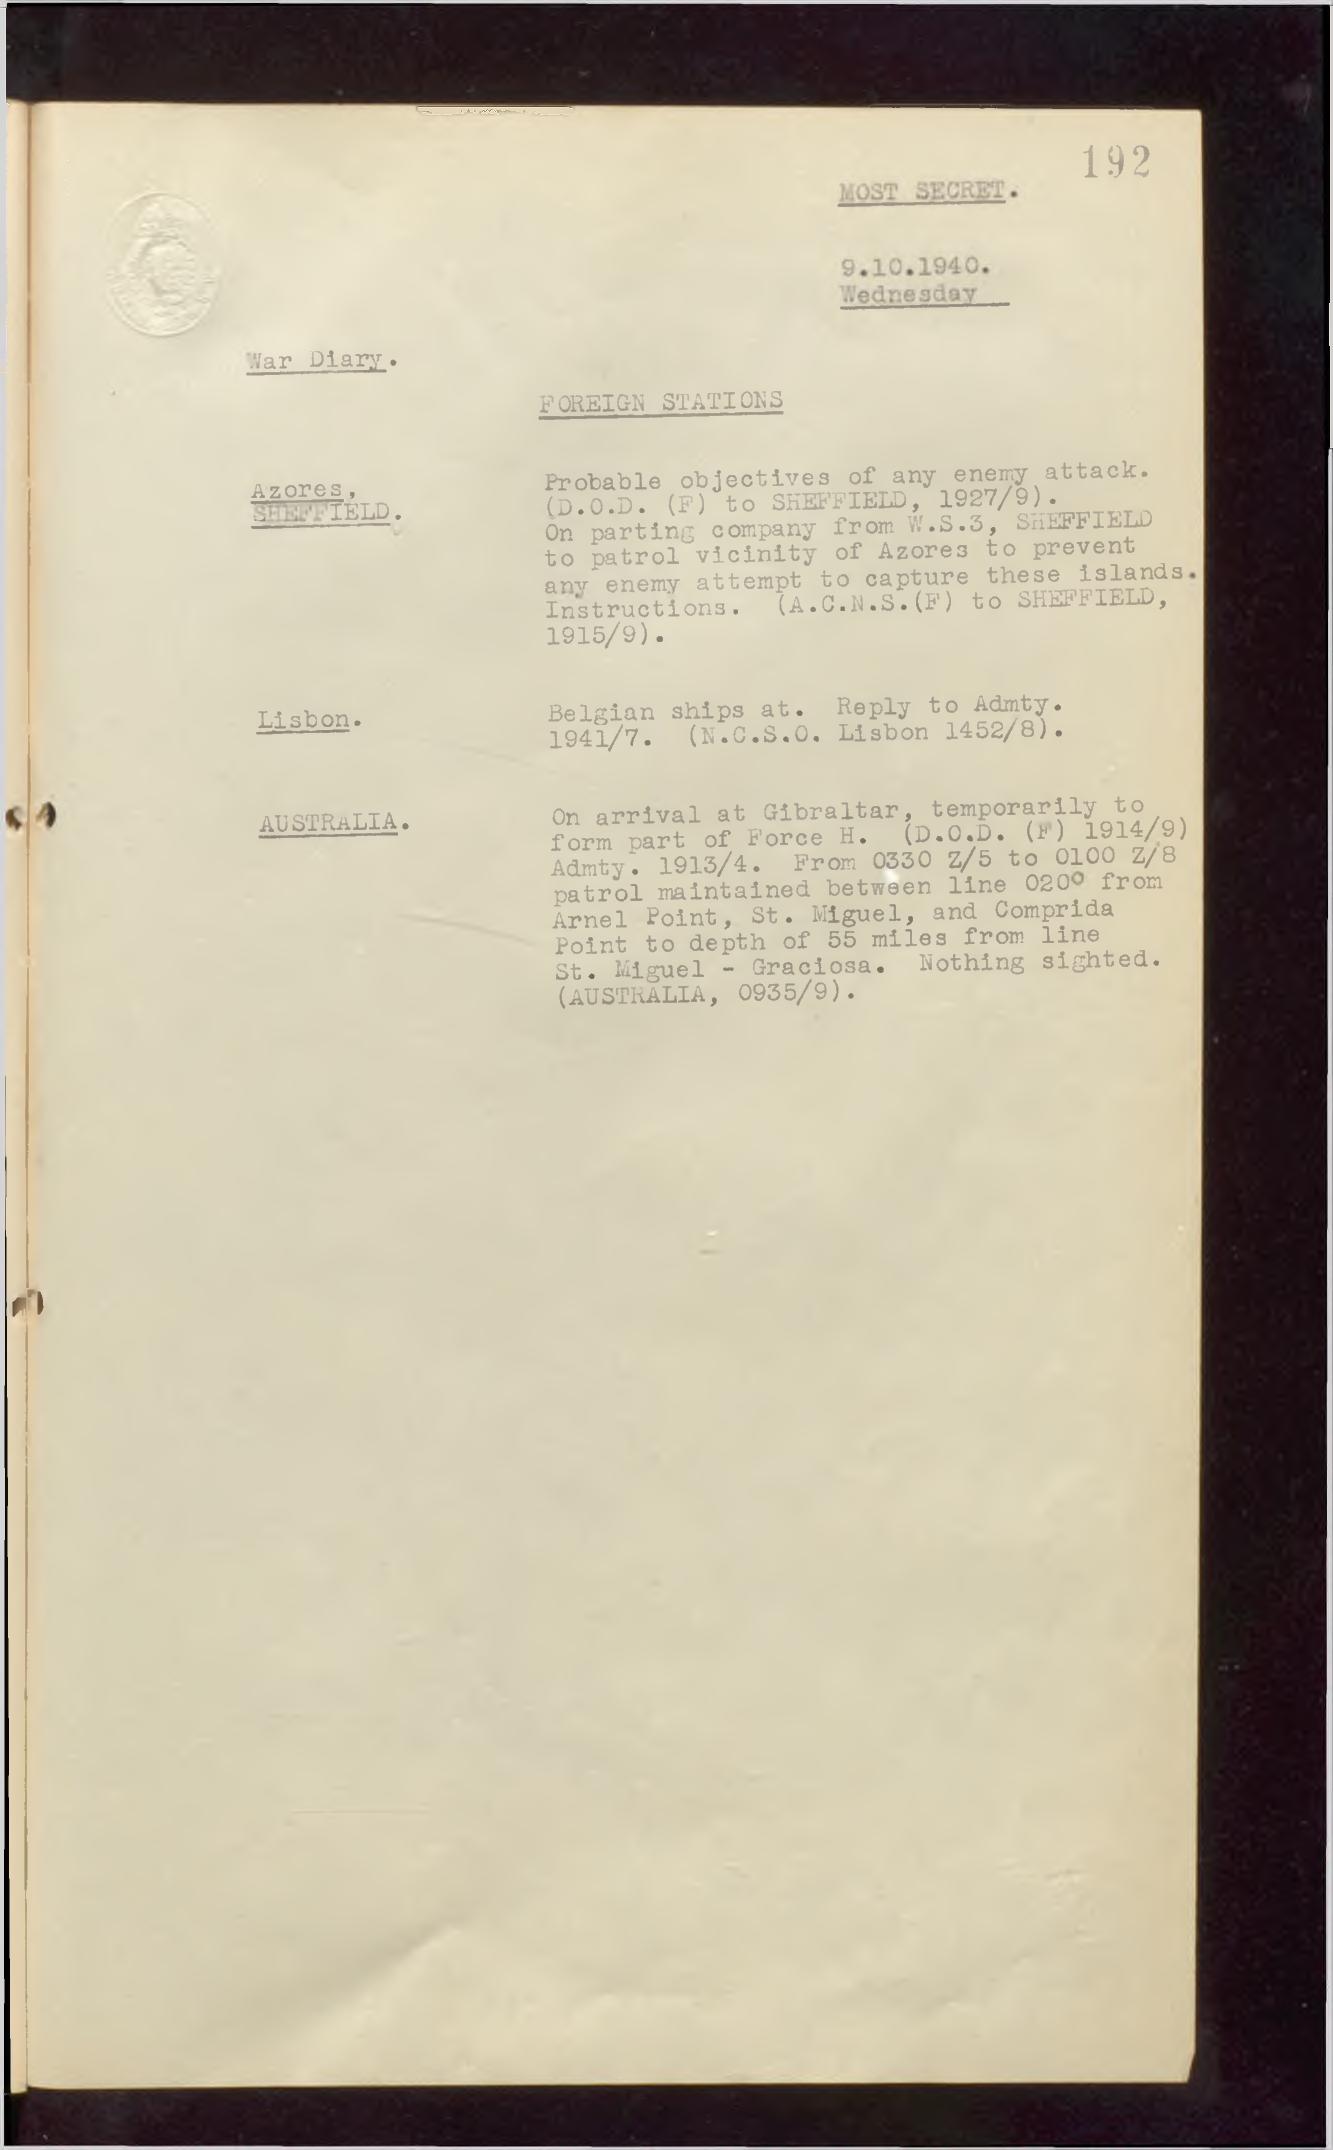 192
MOST SECRET.
9.10.1940.
Wednesday
War Diary.
FOREIGN STATIONS
Azores,
SHEFFIELD.
Probable objectives of any enemy attack.
(D.O.D. (F) to SHEFFIELD, 1927/9).
On parting company from W.S.3, SHEFFIELD
to patrol vicinity of Azores to prevent
any enemy attempt to capture these islands.
Instructions. (A.C.N.S.(F) to SHEFFIELD,
1915/9).
Lisbon.
Belgian ships at. Reply to Admty.
1941/7. (N.C.S.O. Lisbon 1452/8).
AUSTRALIA.
On arrival at Gibraltar, temporarily to
form part of Force H. (D.O.D. (F) 1914/9)
Admty. 1913/4. From 0330 Z/5 to 0100 Z/8
patrol maintained between line 020° from
Arnel Point, St. Miguel, and Comprida
Point to depth of 55 miles from line
St. Miguel - Graciosa. Nothing sighted.
(AUSTRALIA, 0935/9).